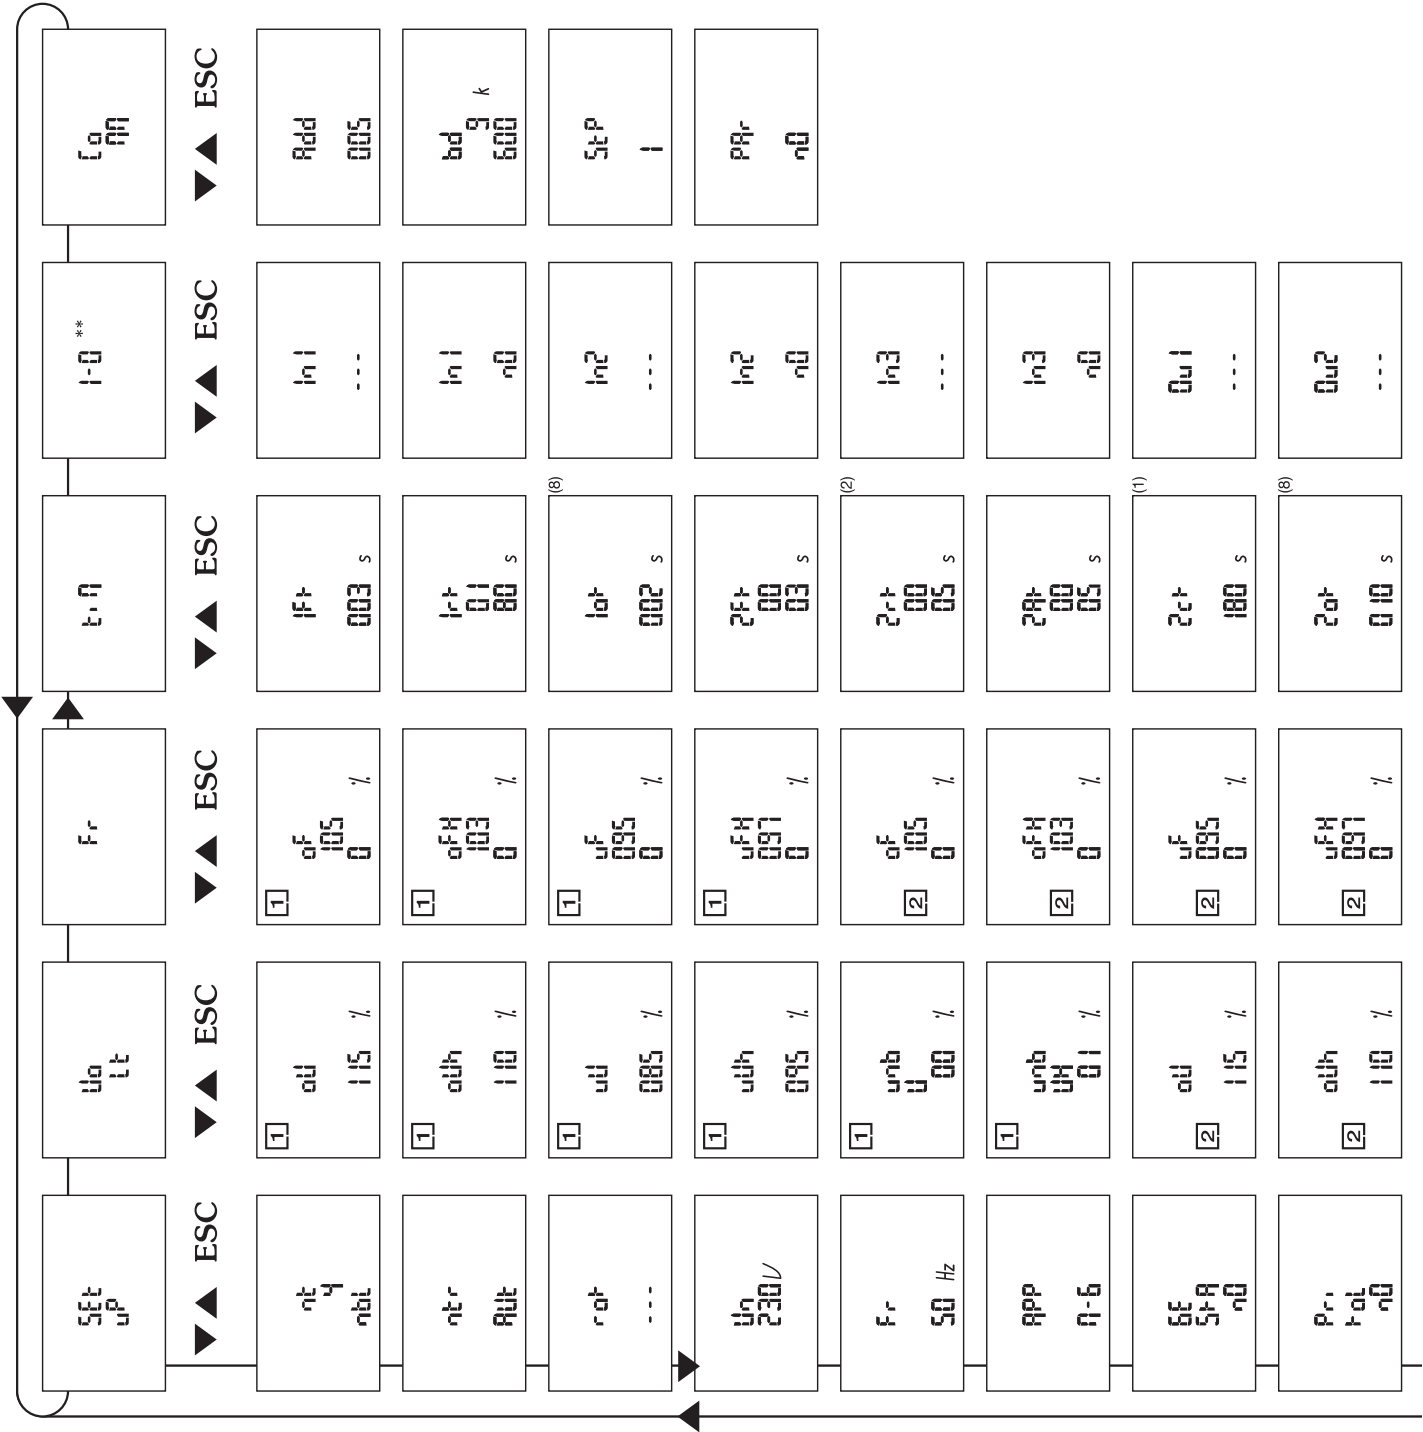 SEt
uP
Uo
Lt
Fr
tiM
I-O **
Co
MM
▼▲ ESC
▼▲ ESC
▼▲ ESC
▼▲ ESC
▼▲ ESC
▼▲ ESC
nt
4
nbL
1
oU
115 %
1
oF
105
0 %
1Ft
003 s
In1
---
Add
005
ntr
AUt
1
oUh
110 %
1
oFH
103
0 %
1rt
01
80 s
In1
nO
bd
9
600 k
rot
---
1
uU
085 %
1
uF
095
0 %
(8)
1ot
002 s
In2
---
StP
1
Un
230 V
1
uUh
095 %
1
uFH
097
0 %
2Ft
00
03 s
In2
nO
PAr
nO
Fr
50 Hz
1
unb
U
00 %
2
oF
105
0 %
(2)
2rt
00
05 s
In3
---
APP
M-G
1
unb
UH
01 %
2
oFH
103
0 %
2At
00
05 s
In3
nO
GE
StA
nO
2
oU
115 %
2
uF
095
0 %
(1)
2ct
180 s
Ou1
---
Pri
tAL
nO
2
oUh
110 %
2
uFH
097
0 %
(8)
2ot
010 s
Ou2
---